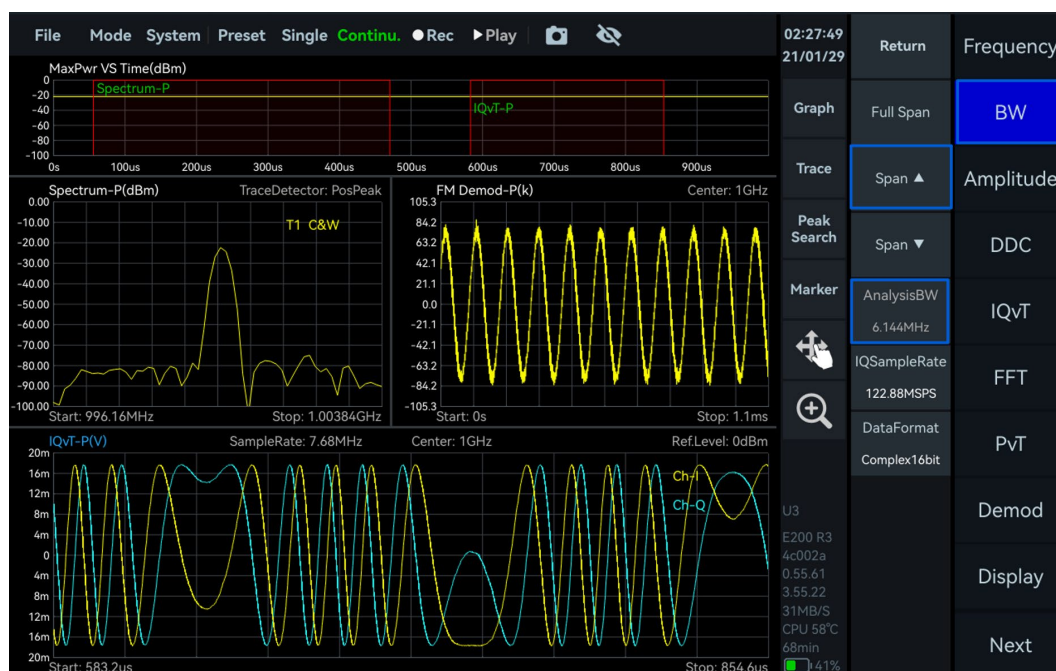 File Mode System Preset Single Continu. Rec Play
MaxPwr VS Time(dBm)
0
-20
-40
-60
-80
-100
Spectrum-P
IQvT-P
0s 100us 200us 300us 400us 500us 600us 700us 800us 900us
Spectrum-P(dBm) TraceDetector: PosPeak
0.00
-10.00
-20.00
-30.00
-40.00
-50.00
-60.00
-70.00
-80.00
-90.00
-100.00
T1 C&W
Start: 996.16MHz Stop: 1.00384GHz
FM Demod-P(k) Center: 1GHz
105.3
84.2
63.2
42.1
21.1
0.0
-21.1
-42.1
-63.2
-84.2
-105.3
Start: 0s Stop: 1.1ms
IQvT-P(V) SampleRate: 7.68MHz Center: 1GHz Ref.Level: 0dBm
20m
16m
12m
8m
4m
0
4m
8m
12m
16m
20m
Ch-I
Ch-Q
Start: 583.2us Stop: 854.6us
02:27:49
21/01/29
Graph
Trace
Peak
Search
Marker
U3
E200 R3
4c002a
0.55.61
3.55.22
31MB/S
CPU 58℃
68min
41%
Return
Full Span
Span ▲
Span ▼
AnalysisBW
6.144MHz
IQSampleRate
122.88MSPS
DataFormat
Complex16bit
Frequency
BW
Amplitude
DDC
IQvT
FFT
PvT
Demod
Display
Next